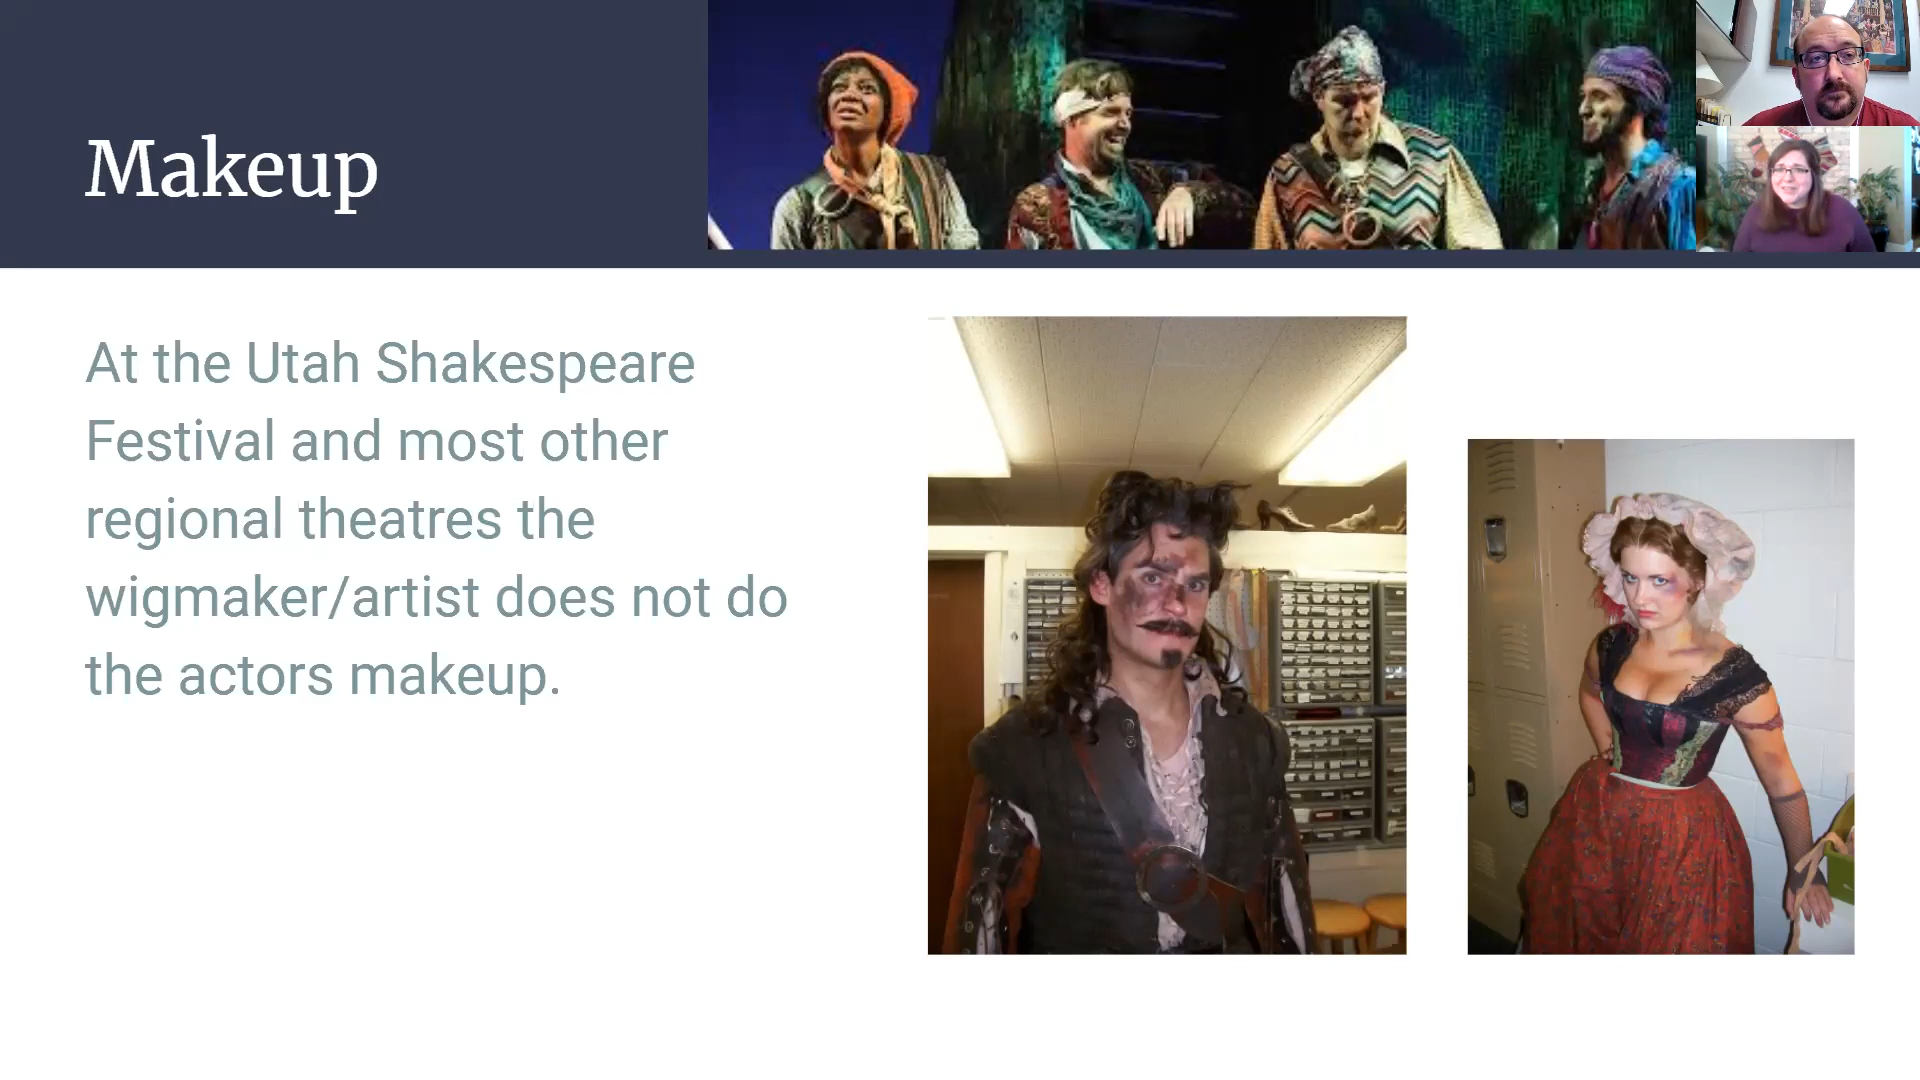 Makeup
At the Utah Shakespeare
Festival and most other
regional theatres the
wigmaker/artist does not do
the actors makeup.